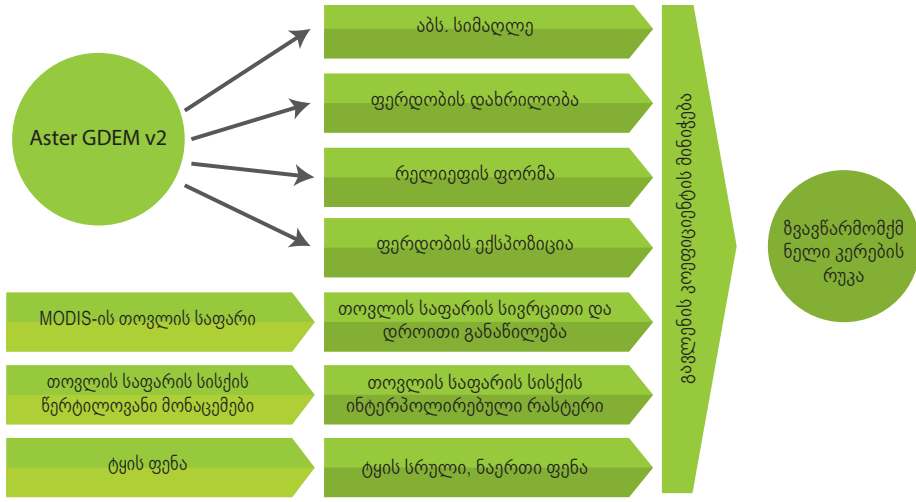 Aster GDEM v2
აბს. სიმაღლე
ფერდობის დახრილობა
რელიეფის ფორმა
ფერდობის ექსპოზიცია
MODIS-ის თოვლის საფარი
თოვლის საფარის სივრცითი და
დროითი განაწილება
თოვლის საფარის სისქის
წერტილოვანი მონაცემები
თოვლის საფარის სისქის
ინტერპოლირებული რასტერი
ტყის ფენა
ტყის სრული, ნაერთი ფენა
გავლენის კოეფიციენტის მინიჭება
ზვავწარმომქმ
ნელი კერების
რუკა